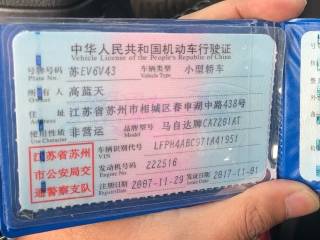 中华人民共和国机动车行驶证
Vehicle License of the People's Republic of China
号牌号码 苏EV6V43 车辆类型 小型轿车
Plate No. Vehicle Type
所有人 高蓝天
Owner
住址 江苏省苏州市相城区春申湖中路438号
Address
使用性质 非营运 品牌型号 马自达牌CA7201AT
Use Character Model
江苏省苏州
市公安局交
通警察支队
车辆识别代号 LFPH4ABC971A41951
VIN
发动机号码 222516
Engine No.
注册日期 2007-11-29 发证日期 2017-11-01
Register Date Issue Date